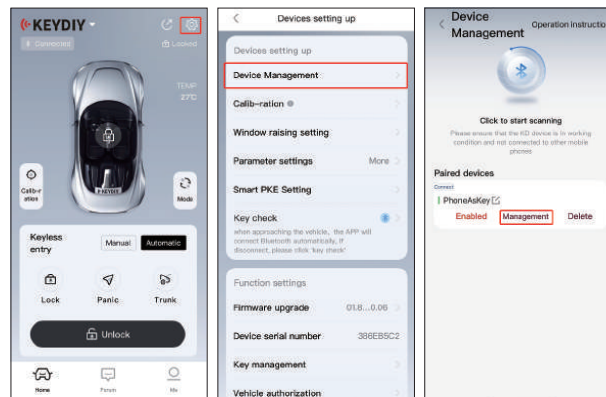 KEYDIY
Connected
Locked
TEMP
27℃
Calib-r
ation
KEYDIY
Mode
Keyless
entry
Manual
Automatic
Lock
Panic
Trunk
Unlock
Home
Forum
Me
Devices setting up
Devices setting up
Device Management
Calib-ration
Window raising setting
Parameter settings
More
Smart PKE Setting
Key check
when approaching the vehicle, the APP will
connect Bluetooth automatically, If
disconnect, please click 'key check'
Function settings
Firmware upgrade
01.8...0.06
Device serial number
386EB5C2
Key management
Vehicle authorization
Device
Management
Operation instructio
Click to start scanning
Please ensure that the KD device is in working
condition and not connected to other mobile
phones
Paired devices
Connect
PhoneAsKey
Enabled
Management
Delete